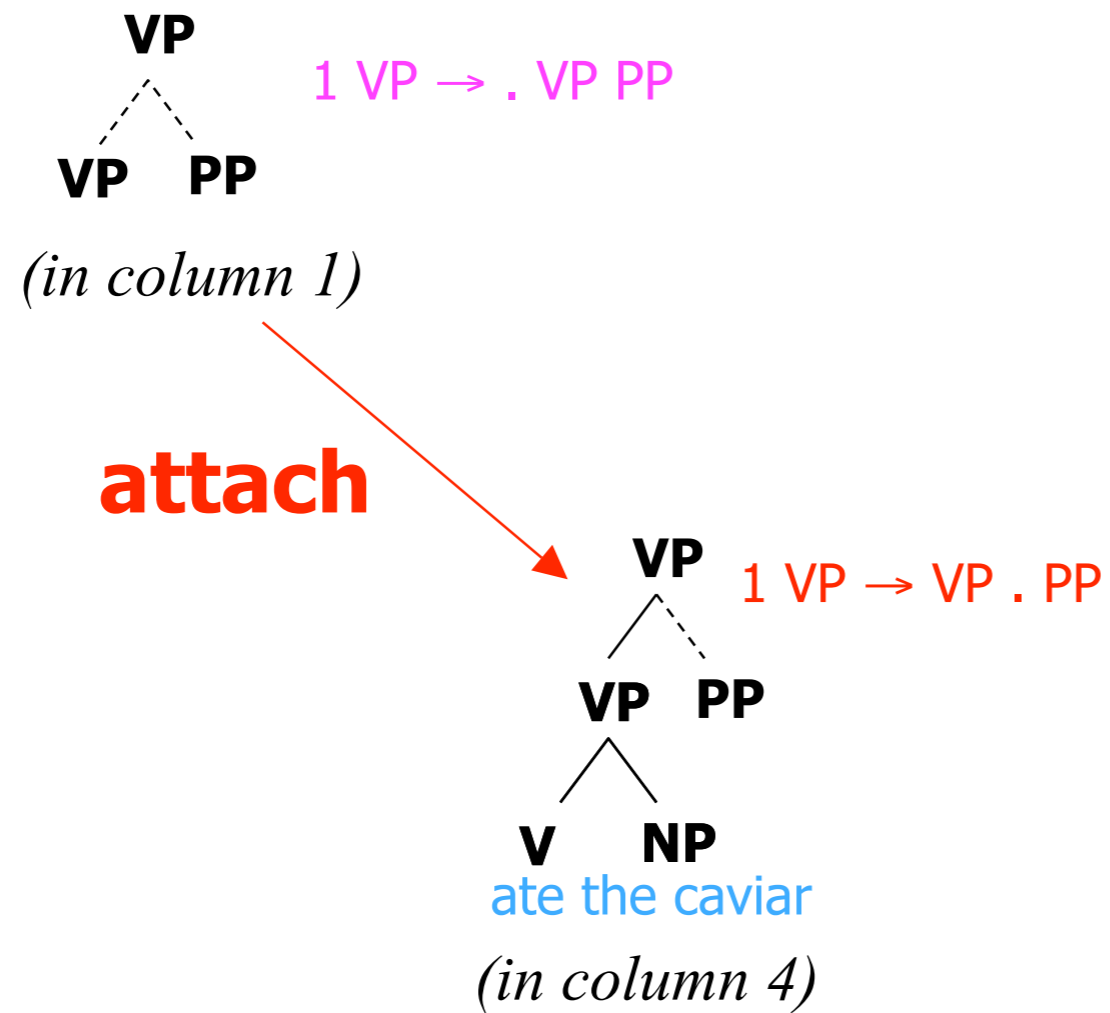 VP
1 VP → . VP PP
VP PP
(in column 1)
attach
VP
1 VP → VP . PP
VP PP
V NP
ate the caviar
(in column 4)